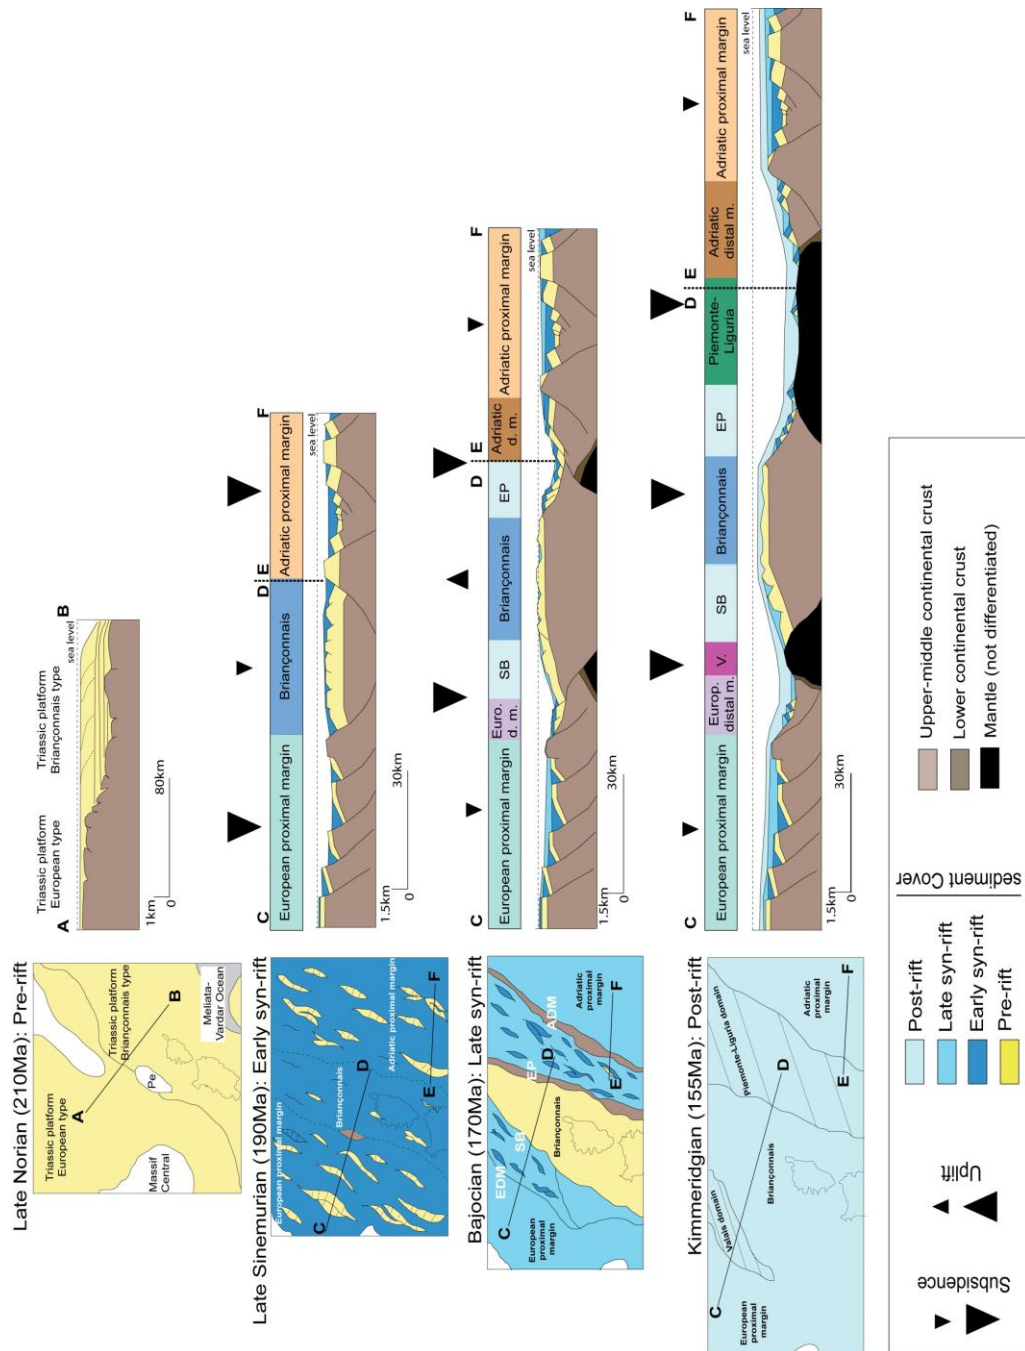 Late Norian (210Ma): Pre-rift
Triassic platform
European type
Triassic platform
Briançonnais type
Massif
Central
Pe
A
B
Meliata-
Vardar Ocean
A
Triassic platform
European type
Triassic platform
Briançonnais type
B
sea level
1km
0
80km
Late Sinemurian (190Ma): Early syn-rift
European proximal margin
Briançonnais
Adriatic proximal margin
C
D
E
F
C
D
E
F
European proximal margin
Briançonnais
Adriatic proximal margin
sea level
1.5km
0
30km
Bajocian (170Ma): Late syn-rift
C
EDM
SB
EP
D
ADM
European
proximal
margin
Briançonnais
Adriatic
proximal
margin
E
F
C
D
E
F
European proximal margin
Euro.
d. m.
SB
Briançonnais
EP
Adriatic
d. m.
Adriatic proximal margin
sea level
1.5km
0
30km
Kimmeridgian (155Ma): Post-rift
C
Valais domain
Piemonte-Liguria domain
European
proximal
margin
Briançonnais
D
Adriatic
proximal
margin
E
F
C
D
E
F
European proximal margin
Europ.
distal m.
V.
SB
Briançonnais
EP
Piemonte-
Liguria
Adriatic
distal m.
Adriatic proximal margin
sea level
1.5km
0
30km
Subsidence
Uplift
sediment Cover
Post-rift
Late syn-rift
Early syn-rift
Pre-rift
Upper-middle continental crust
Lower continental crust
Mantle (not differentiated)